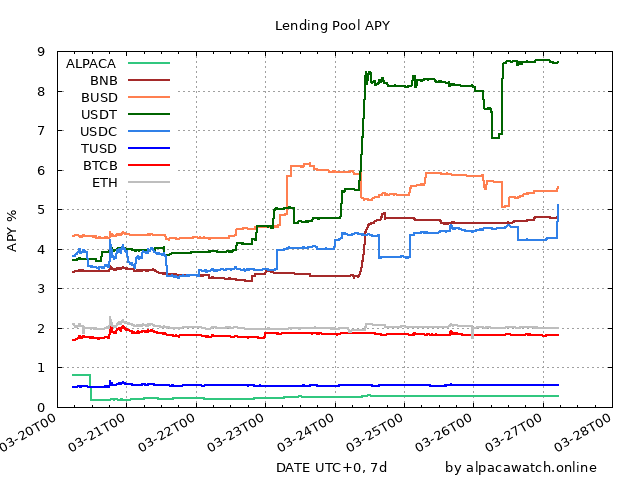 Lending Pool APY
9
8
7
6
5
4
3
2
1
0
APY %
ALPACA
BNB
BUSD
USDT
USDC
TUSD
BTCB
ETH
03-20T00
03-21T00
03-22T00
03-23T00
03-24T00
03-25T00
03-26T00
03-27T00
03-28T00
DATE UTC+0, 7d
by alpacawatch.online